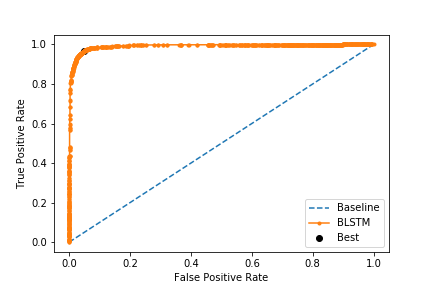 1.0
0.8
0.6
0.4
0.2
0.0
True Positive Rate
0.0 0.2 0.4 0.6 0.8 1.0
False Positive Rate
Baseline
BLSTM
Best